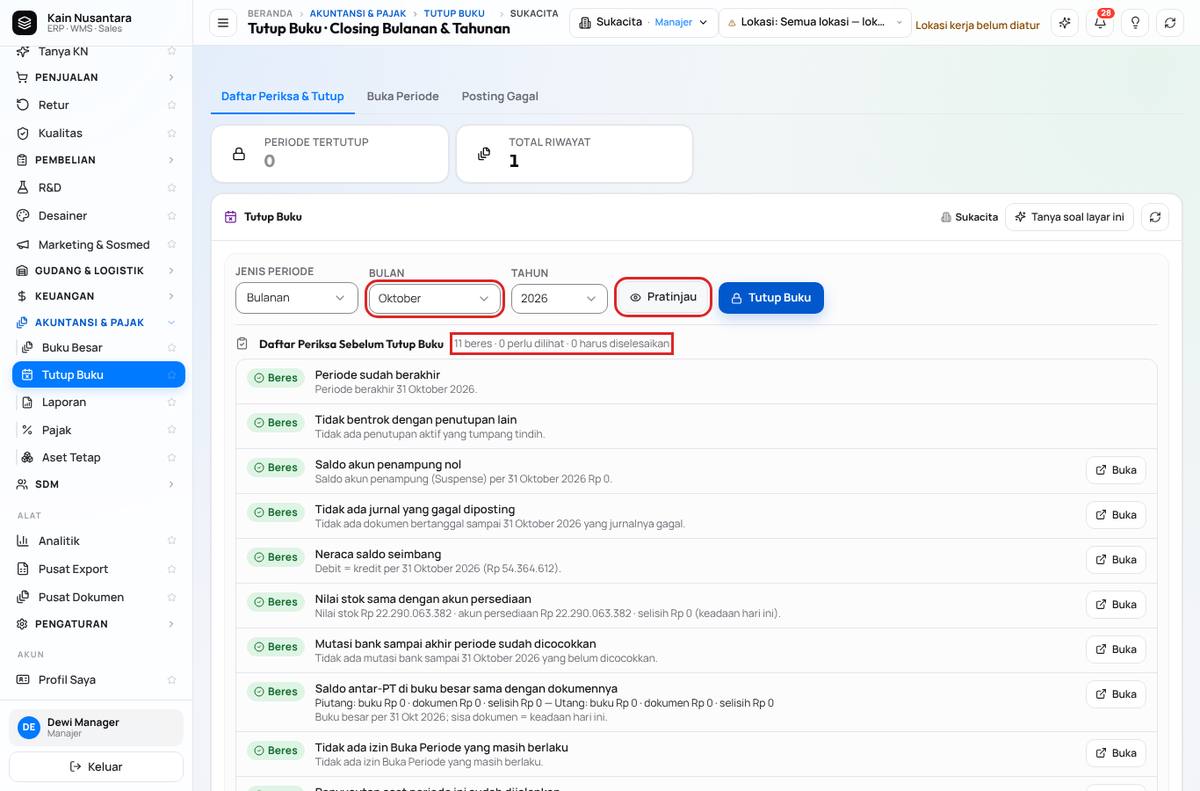 Kain Nusantara
ERP · WMS · Sales
Tanya KN
PENJUALAN
Retur
Kualitas
PEMBELIAN
R&D
Desainer
Marketing & Sosmed
GUDANG & LOGISTIK
KEUANGAN
AKUNTANSI & PAJAK
Buku Besar
Tutup Buku
Laporan
Pajak
Aset Tetap
SDM
ALAT
Analitik
Pusat Export
Pusat Dokumen
PENGATURAN
AKUN
Profil Saya
DE
Dewi Manager
Manajer
Keluar
BERANDA > AKUNTANSI & PAJAK > TUTUP BUKU > SUKACITA
Tutup Buku · Closing Bulanan & Tahunan
Sukacita · Manajer
Lokasi: Semua lokasi — lok...
Lokasi kerja belum diatur
28
Daftar Periksa & Tutup
Buka Periode
Posting Gagal
PERIODE TERTUTUP
0
TOTAL RIWAYAT
1
Tutup Buku
Sukacita
Tanya soal layar ini
JENIS PERIODE
Bulanan
BULAN
Oktober
TAHUN
2026
Pratinjau
Tutup Buku
Daftar Periksa Sebelum Tutup Buku 11 beres · 0 perlu dilihat · 0 harus diselesaikan
Beres
Periode sudah berakhir
Periode berakhir 31 Oktober 2026.
Beres
Tidak bentrok dengan penutupan lain
Tidak ada penutupan aktif yang tumpang tindih.
Beres
Saldo akun penampung nol
Saldo akun penampung (Suspense) per 31 Oktober 2026 Rp 0.
Buka
Beres
Tidak ada jurnal yang gagal diposting
Tidak ada dokumen bertanggal sampai 31 Oktober 2026 yang jurnalnya gagal.
Buka
Beres
Neraca saldo seimbang
Debit = kredit per 31 Oktober 2026 (Rp 54.364.612).
Buka
Beres
Nilai stok sama dengan akun persediaan
Nilai stok Rp 22.290.063.382 · akun persediaan Rp 22.290.063.382 · selisih Rp 0 (keadaan hari ini).
Buka
Beres
Mutasi bank sampai akhir periode sudah dicocokkan
Tidak ada mutasi bank sampai 31 Oktober 2026 yang belum dicocokkan.
Buka
Beres
Saldo antar-PT di buku besar sama dengan dokumennya
Piutang: buku Rp 0 · dokumen Rp 0 · selisih Rp 0 — Utang: buku Rp 0 · dokumen Rp 0 · selisih Rp 0
Buku besar per 31 Okt 2026; sisa dokumen = keadaan hari ini.
Buka
Beres
Tidak ada izin Buka Periode yang masih berlaku
Tidak ada izin Buka Periode yang masih berlaku.
Buka